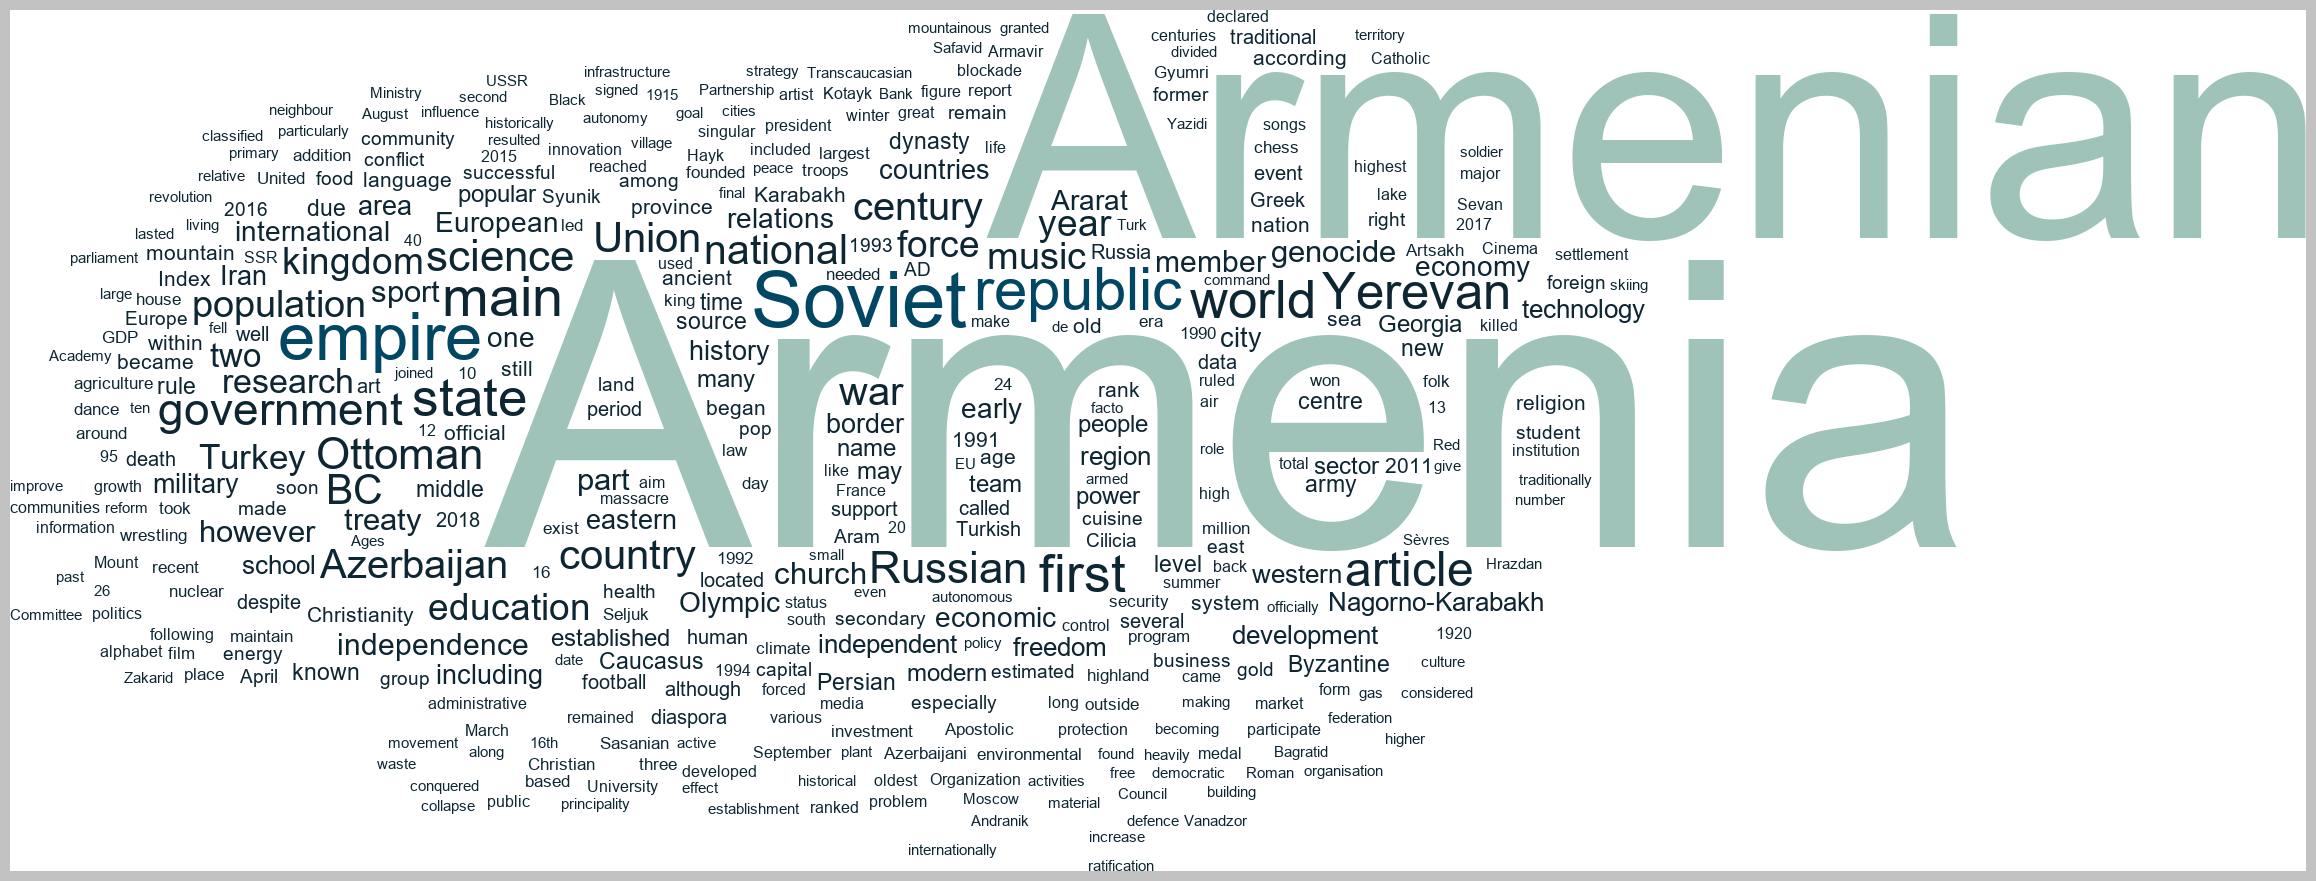 declared
mountainous granted
centuries traditional territory
Safavid Armavir divided according Catholic
Armenian
infrastructure strategy Transcaucasian blockade Gyumri
USSR signed 1915 Partnership artist Kotayk Bank figure report former
Ministry second Black
neighbour August influence historically autonomy goal cities winter great remain Yazidi songs
classified particularly community resulted singular president dynasty life chess
primary addition conflict 2015 innovation village Hayk included largest highest soldier
relative United food language successful reached among founded peace troops countries event major
revolution 2016 due area popular Syunik province final Karabakh century Ararat Greek lake Sevan
living European led Union relations year Turk nation right 2017
lasted international 40 national 1993 force
parliament mountain SSR kingdom science used ancient needed AD music Russia member genocide Artsakh Cinema settlement
Index Iran economy
large house population sport main king time Soviet republic command world Yerevan foreign skiing
Armenia
Europe fell well empire one source make de old era 1990 city sea Georgia killed technology
GDP within
Academy became two still history data new
agriculture rule research art joined 10 land many war 24 rank ruled won folk
dance ten government state period began border early facto people air centre 13 religion
around 12 official pop name 1991 role Red student
95 death Turkey Ottoman law like may EU age region total sector 2011 give institution
improve growth military soon BC middle part aim day France team armed high army traditionally
communities reform took made treaty 2018 massacre support called power number
information wrestling however exist eastern Aram 20 Turkish cuisine million
Ages Cilicia east Sèvres
Mount recent school Azerbaijan 16 country 1992 small church Russian first level back western article Hrazdan
past 26 nuclear located summer
Committee politics despite Christianity education health Seljuk Olympic status even autonomous security system officially Nagorno-Karabakh
south secondary economic control several
following maintain independence established human independent policy freedom program development 1920
alphabet film energy date climate
Zakarid place April known group including Caucasus football 1994 capital Persian modern estimated highland business came gold Byzantine culture
administrative although forced media especially long outside making market form gas considered
March remained diaspora various investment Apostolic protection becoming participate federation
movement along 16th Sasanian active September plant Azerbaijani environmental found heavily medal Bagratid higher
waste Christian three developed
conquered based University effect historical oldest Organization activities free democratic Roman organisation
collapse public principality establishment ranked problem Moscow material Council building
Andranik defence Vanadzor
increase
internationally
ratification